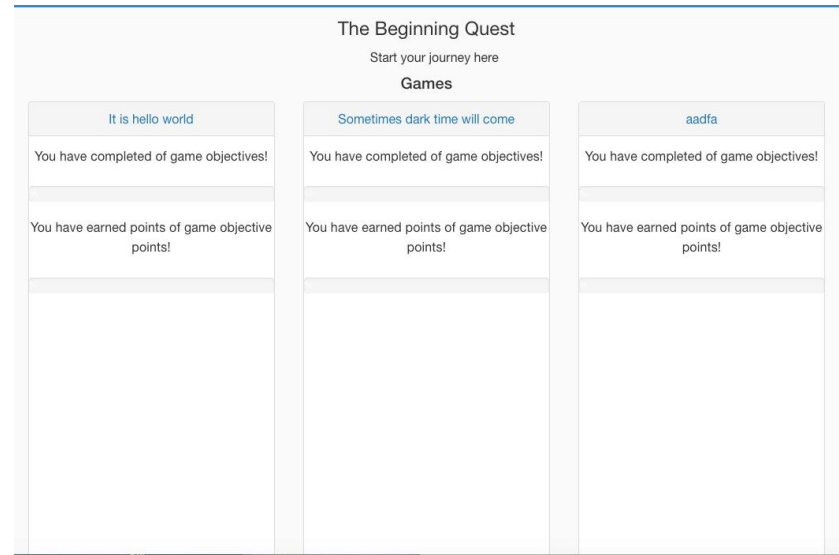 The Beginning Quest
Start your journey here
Games
It is hello world
You have completed of game objectives!
You have earned points of game objective
points!
Sometimes dark time will come
You have completed of game objectives!
You have earned points of game objective
points!
aadfa
You have completed of game objectives!
You have earned points of game objective
points!